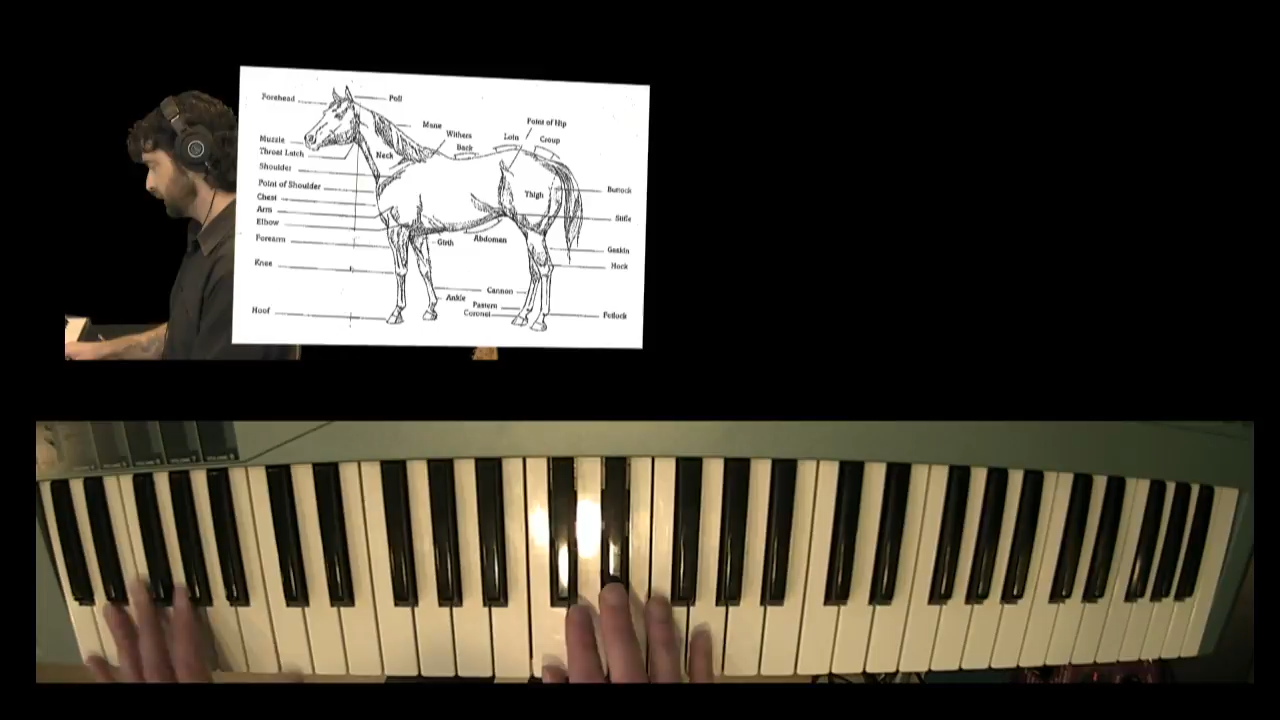 Forehead
Poll
Mane
Point of Hip
Withers
Loin
Croup
Muzzle
Back
Throat Latch
Neck
Shoulder
Point of Shoulder
Thigh
Buttock
Chest
Arm
Stifle
Elbow
Forearm
Girth
Abdomen
Gaskin
Knee
Hock
Cannon
Ankle
Pastern
Hoof
Coronet
Fetlock